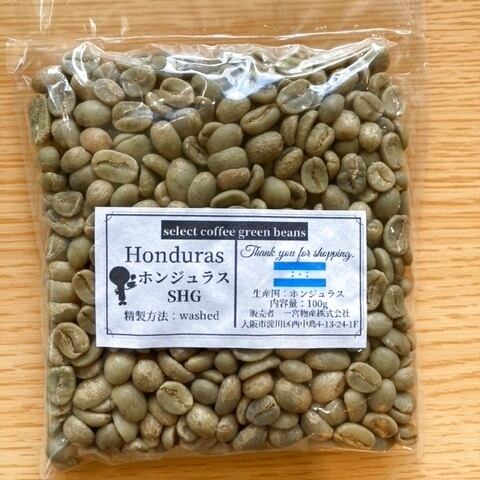 select coffee green beans
Honduras
ホンジュラス
SHG
精製方法：washed
Thank you for shopping.
生産国：ホンジュラス
内容量：100g
販売者　一宮物産株式会社
大阪市淀川区西中島4-13-24-1F